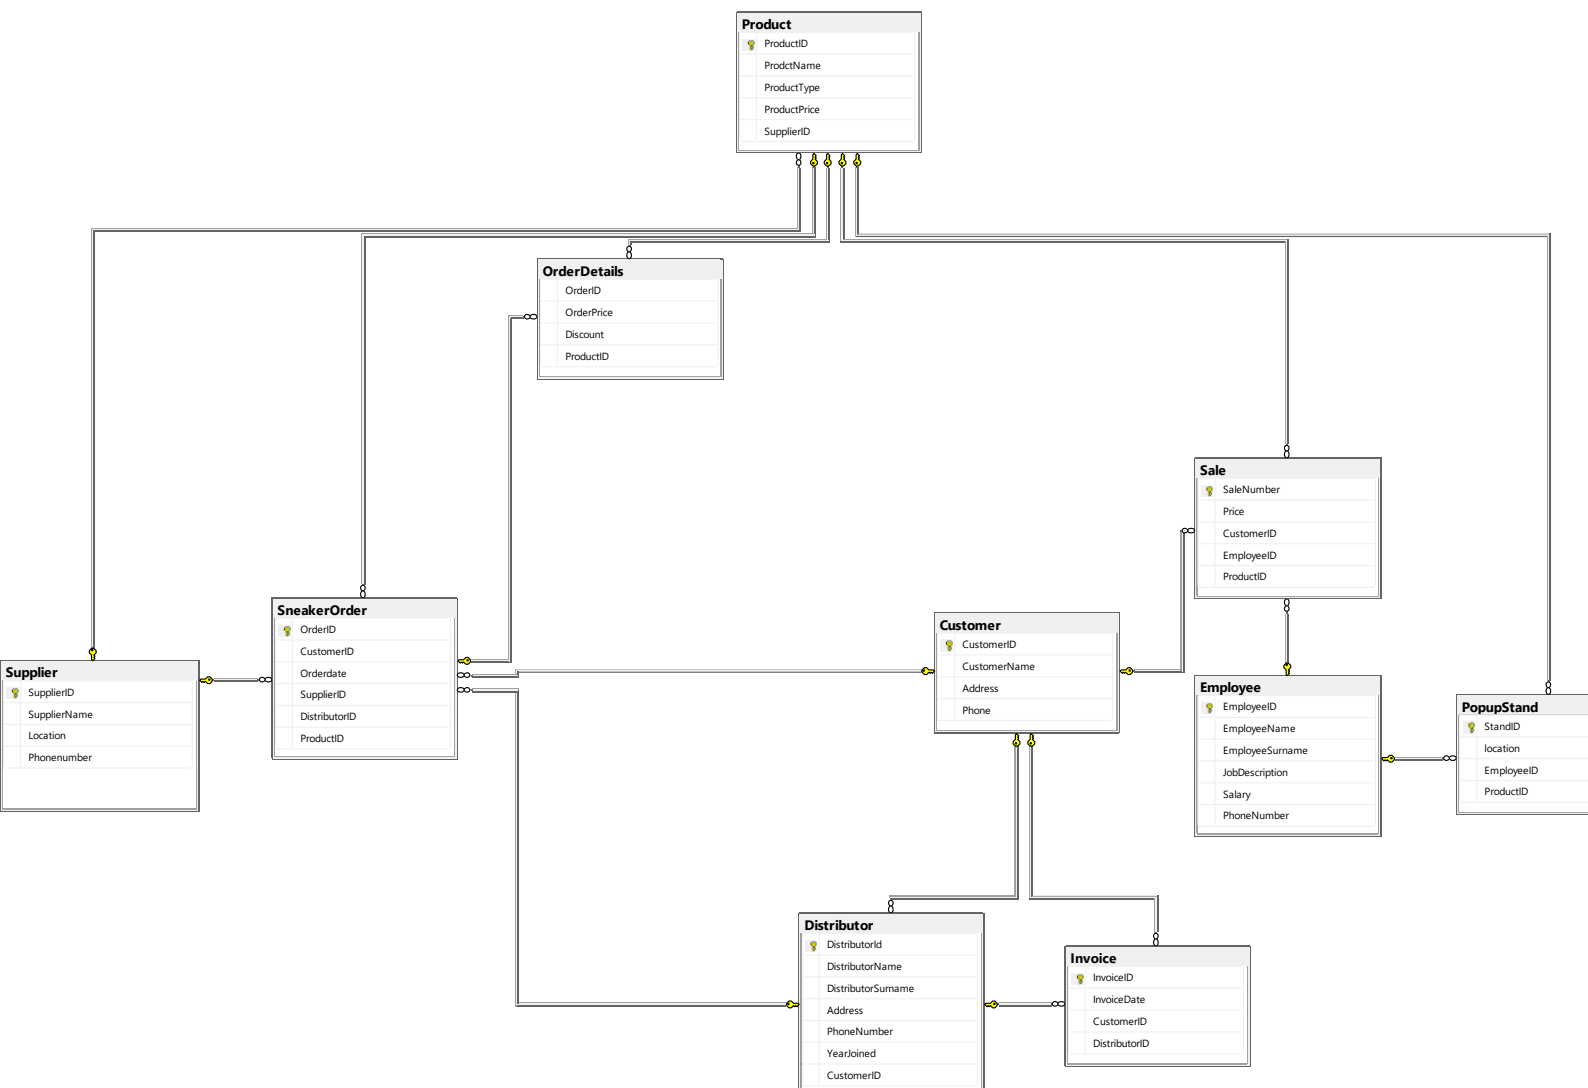 Product
ProductID
ProdctName
ProductType
ProductPrice
SupplierID
OrderDetails
OrderID
OrderPrice
Discount
ProductID
Sale
SaleNumber
Price
CustomerID
EmployeeID
ProductID
SneakerOrder
OrderID
CustomerID
Orderdate
SupplierID
DistributorID
ProductID
Customer
CustomerID
CustomerName
Address
Phone
Supplier
SupplierID
SupplierName
Location
Phonenumber
Employee
EmployeeID
EmployeeName
EmployeeSurname
JobDescription
Salary
PhoneNumber
PopupStand
StandID
location
EmployeeID
ProductID
Distributor
DistributorId
DistributorName
DistributorSurname
Address
PhoneNumber
YearJoined
CustomerID
Invoice
InvoiceID
InvoiceDate
CustomerID
DistributorID